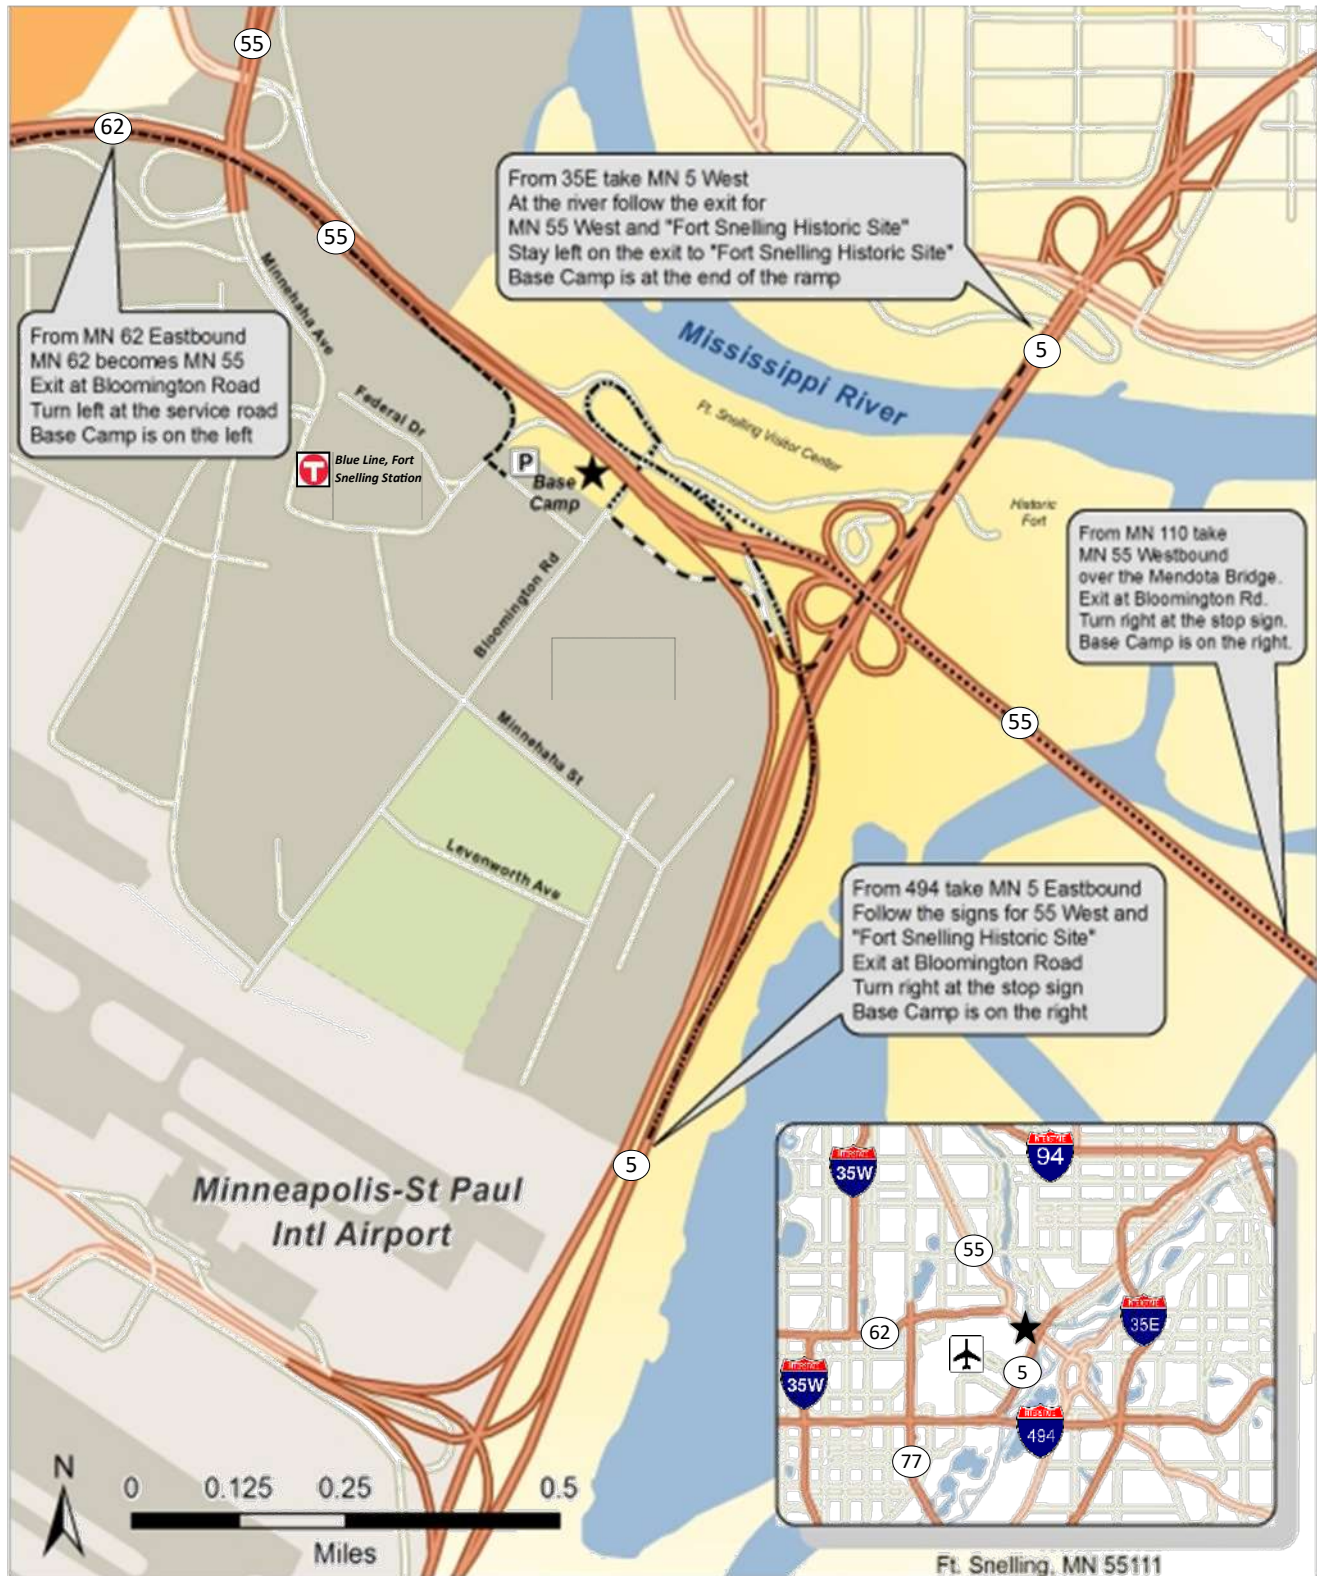 55
62
55
From 35E take MN 5 West
At the river follow the exit for
MN 55 West and "Fort Snelling Historic Site"
Stay left on the exit to "Fort Snelling Historic Site"
Base Camp is at the end of the ramp
Minnehaha Ave
Mississippi River
5
From MN 62 Eastbound
MN 62 becomes MN 55
Exit at Bloomington Road
Turn left at the service road
Base Camp is on the left
Federal Dr
Ft. Snelling Visitor Center
T
Blue Line, Fort
Snelling Station
P
Base
Camp
Historic
Fort
From MN 110 take
MN 55 Westbound
over the Mendota Bridge.
Exit at Bloomington Rd.
Turn right at the stop sign.
Base Camp is on the right.
Bloomington Rd
55
Minnehaha St
Levenworth Ave
From 494 take MN 5 Eastbound
Follow the signs for 55 West and
"Fort Snelling Historic Site"
Exit at Bloomington Road
Turn right at the stop sign
Base Camp is on the right
5
Minneapolis-St Paul
Intl Airport
INTERSTATE
35W
INTERSTATE
94
55
62
INTERSTATE
35E
5
INTERSTATE
35W
INTERSTATE
494
77
N
0 0.125 0.25 0.5
Miles
Ft. Snelling, MN 55111